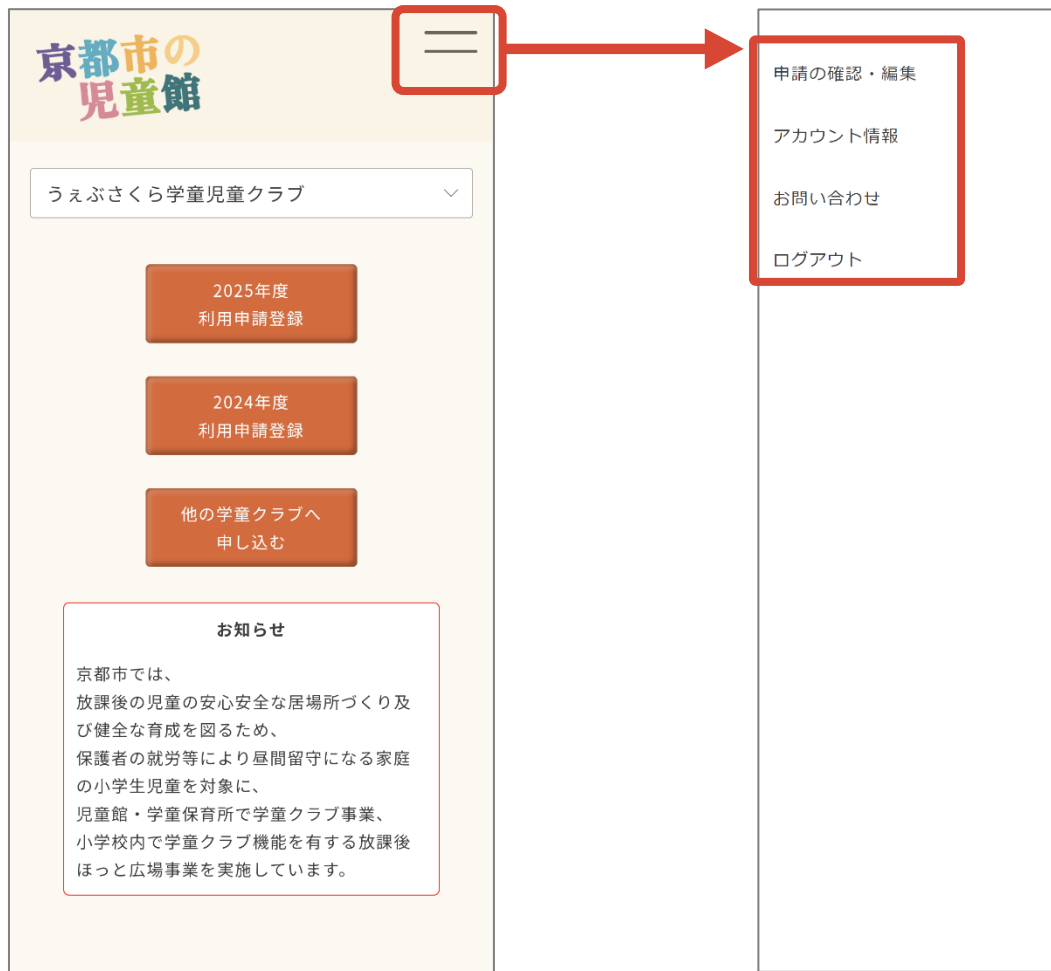 京都市の
児童館
うぇぶさくら学童児童クラブ
2025年度
利用申請登録
2024年度
利用申請登録
他の学童クラブへ
申し込む
お知らせ
京都市では、
放課後の児童の安心安全な居場所づくり及
び健全な育成を図るため、
保護者の就労等により昼間留守になる家庭
の小学生児童を対象に、
児童館・学童保育所で学童クラブ事業、
小学校内で学童クラブ機能を有する放課後
ほっと広場事業を実施しています。
申請の確認・編集
アカウント情報
お問い合わせ
ログアウト